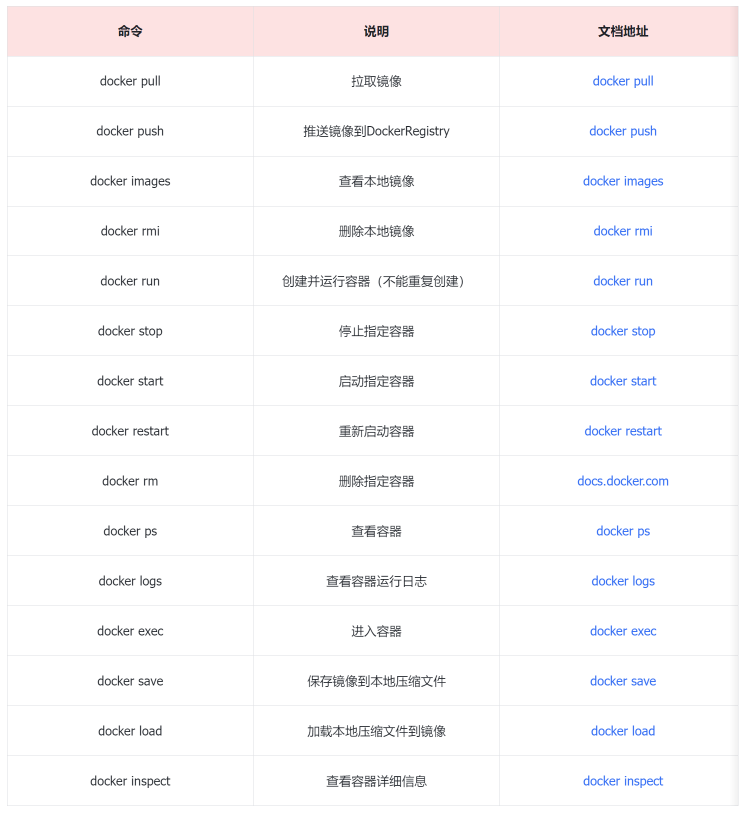 命令 说明 文档地址
docker pull 拉取镜像 docker pull
docker push 推送镜像到DockerRegistry docker push
docker images 查看本地镜像 docker images
docker rmi 删除本地镜像 docker rmi
docker run 创建并运行容器（不能重复创建） docker run
docker stop 停止指定容器 docker stop
docker start 启动指定容器 docker start
docker restart 重新启动容器 docker restart
docker rm 删除指定容器 docs.docker.com
docker ps 查看容器 docker ps
docker logs 查看容器运行日志 docker logs
docker exec 进入容器 docker exec
docker save 保存镜像到本地压缩文件 docker save
docker load 加载本地压缩文件到镜像 docker load
docker inspect 查看容器详细信息 docker inspect